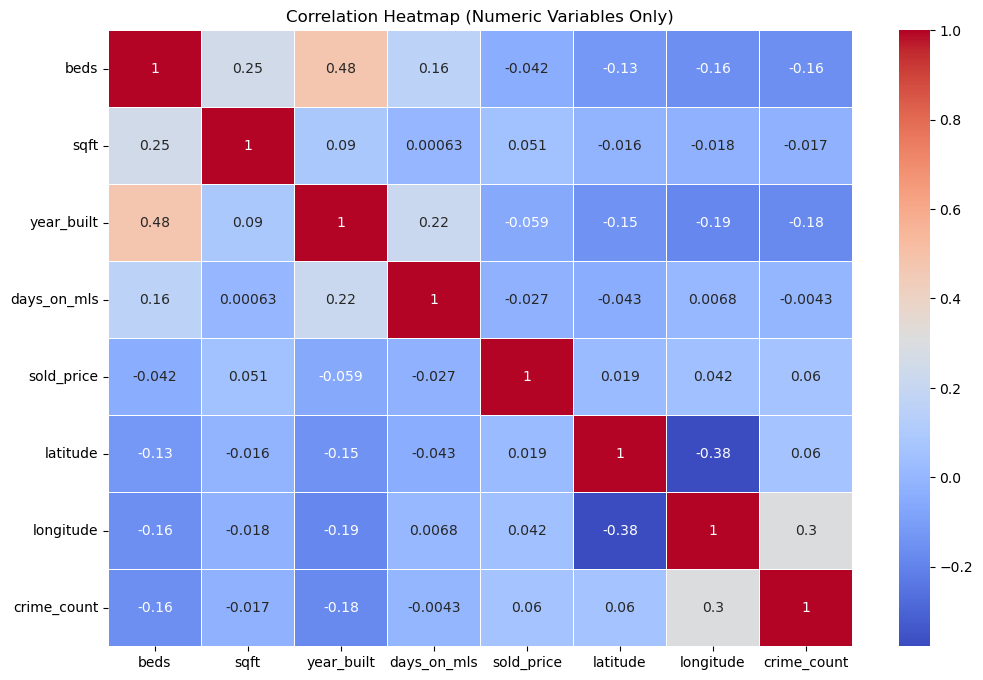 Correlation Heatmap (Numeric Variables Only)
beds 1 0.25 0.48 0.16 -0.042 -0.13 -0.16 -0.16
sqft 0.25 1 0.09 0.00063 0.051 -0.016 -0.018 -0.017
year_built 0.48 0.09 1 0.22 -0.059 -0.15 -0.19 -0.18
days_on_mls 0.16 0.00063 0.22 1 -0.027 -0.043 0.0068 -0.0043
sold_price -0.042 0.051 -0.059 -0.027 1 0.019 0.042 0.06
latitude -0.13 -0.016 -0.15 -0.043 0.019 1 -0.38 0.06
longitude -0.16 -0.018 -0.19 0.0068 0.042 -0.38 1 0.3
crime_count -0.16 -0.017 -0.18 -0.0043 0.06 0.06 0.3 1
beds sqft year_built days_on_mls sold_price latitude longitude crime_count
1.0
0.8
0.6
0.4
0.2
0.0
−0.2